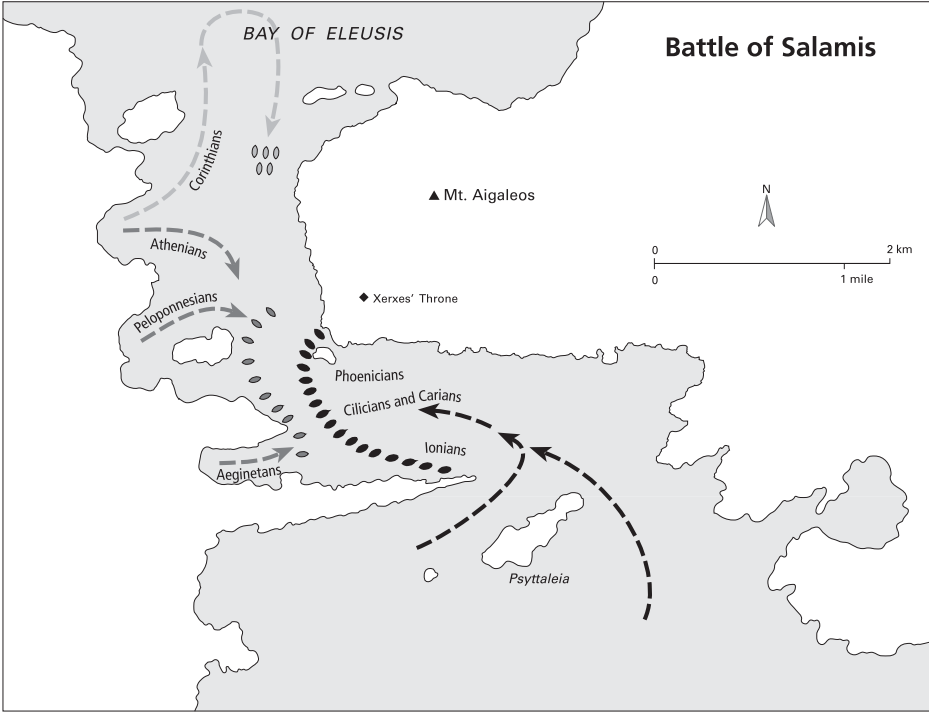 BAY OF ELEUSIS
Battle of Salamis
Corinthians
Mt. Aigaleos
N
Athenians
0
2 km
0
1 mile
Peloponnesians
Xerxes' Throne
Phoenicians
Cilicians and Carians
Ionians
Aeginetans
Psyttaleia